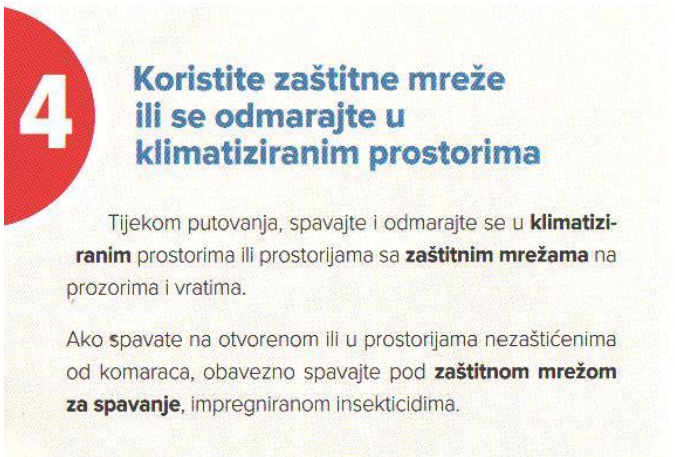 4
Koristite zaštitne mreže
ili se odmarajte u
klimatiziranim prostorima
Tijekom putovanja, spavajte i odmarajte se u klimatizi-
ranim prostorima ili prostorijama sa zaštitnim mrežama na
prozorima i vratima.
Ako spavate na otvorenom ili u prostorijama nezaštićenima
od komaraca, obavezno spavajte pod zaštitnom mrežom
za spavanje, impregniranom insekticidima.